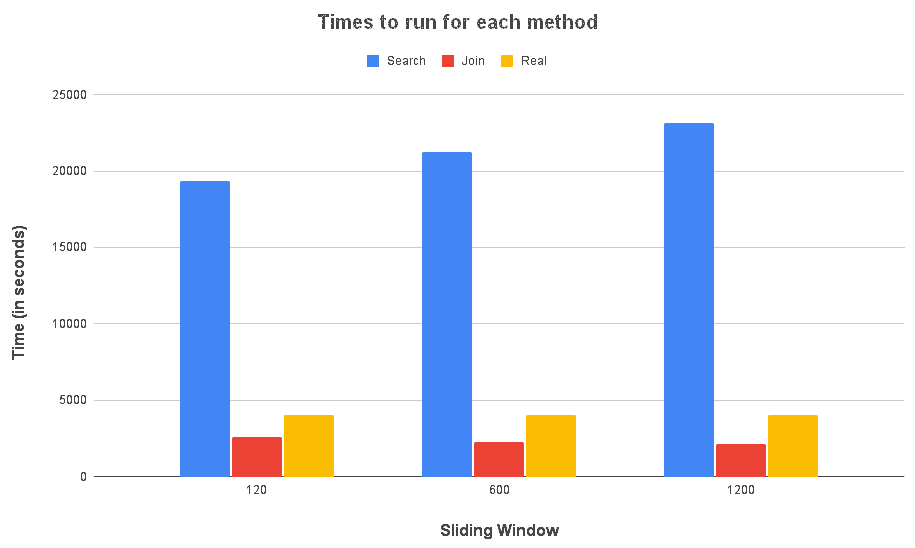 Times to run for each method
Search Join Real
25000
20000
15000
10000
5000
0
Time (in seconds)
120 600 1200
Sliding Window